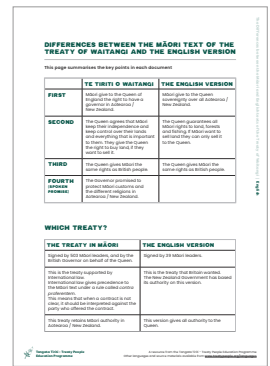 DIFFERENCES BETWEEN THE MĀORI TEXT OF THE
TREATY OF WAITANGI AND THE ENGLISH VERSION
This page summarises the key points in each document
TE TIRITI O WAITANGI
THE ENGLISH VERSION
FIRST
Māori give to the Queen of
England the right to have a
governor in Aotearoa /
New Zealand.
Māori give to the Queen
sovereignty over all Aotearoa /
New Zealand.
SECOND
The Queen agrees that Māori
keep their independence and
keep control over their lands
and everything that is important
to them. They give the Queen
the right to buy land, if they
want to sell it.
The Queen guarantees all
Māori rights to land, forests
and fishing. If Māori want to
sell land they can only sell it
to the Queen.
THIRD
The Queen gives Māori the
same rights as British people.
The Queen gives Māori the
same rights as British people.
FOURTH
(SPOKEN
PROMISE)
The Governor promised to
protect Māori customs and
the different religions in
Aotearoa / New Zealand.
WHICH TREATY?
THE TREATY IN MĀORI
THE ENGLISH VERSION
Signed by 503 Māori leaders, and by the
British Governor on behalf of the Queen.
Signed by 39 Māori leaders.
This is the treaty supported by
international law.
International law gives precedence to
the Māori text under a rule called contra
proferentem.
This means that when a contract is not
clear, it should be interpreted against the
party who offered the contract.
This is the treaty that Britain wanted.
The New Zealand Government has based
its authority on this version.
This treaty retains Māori authority in
Aotearoa / New Zealand.
This version gives all authority to the
Queen.
Tangata Tiriti - Treaty People
Education Programme